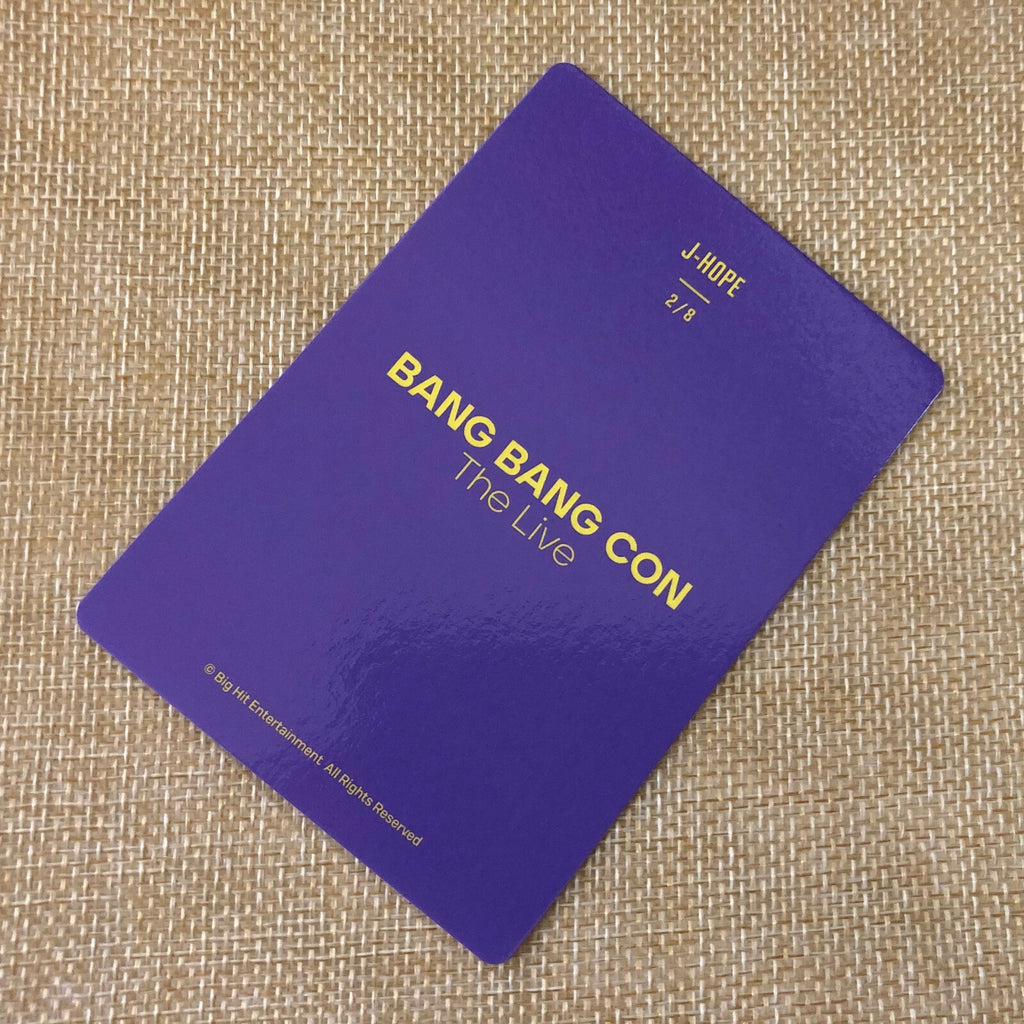 J-HOPE
2/8
BANG BANG CON
The Live
© Big Hit Entertainment All Rights Reserved